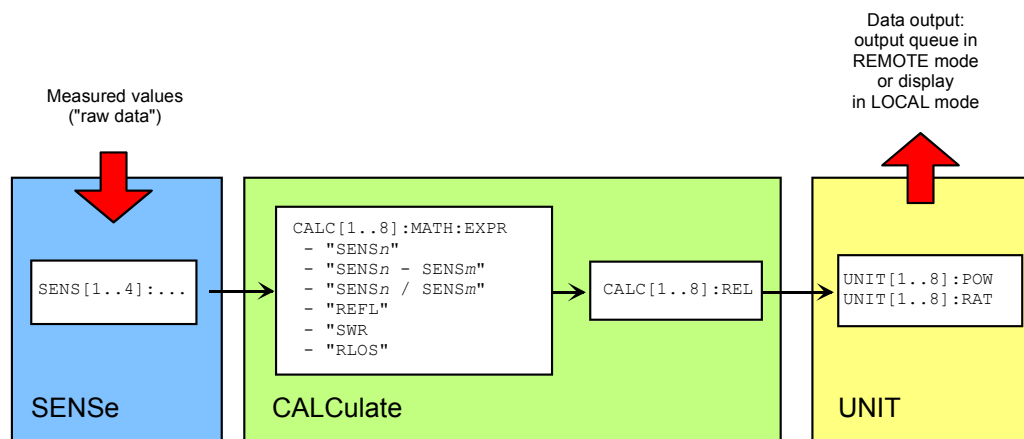 Measured values
("raw data")
Data output:
output queue in
REMOTE mode
or display
in LOCAL mode
SENS[1..4]:...
SENSe
CALC[1..8]:MATH:EXPR
- "SENSn"
- "SENSn - SENSm"
- "SENSn / SENSm"
- "REFL"
- "SWR
- "RLOS"
CALC[1..8]:REL
CALCulate
UNIT[1..8]:POW
UNIT[1..8]:RAT
UNIT